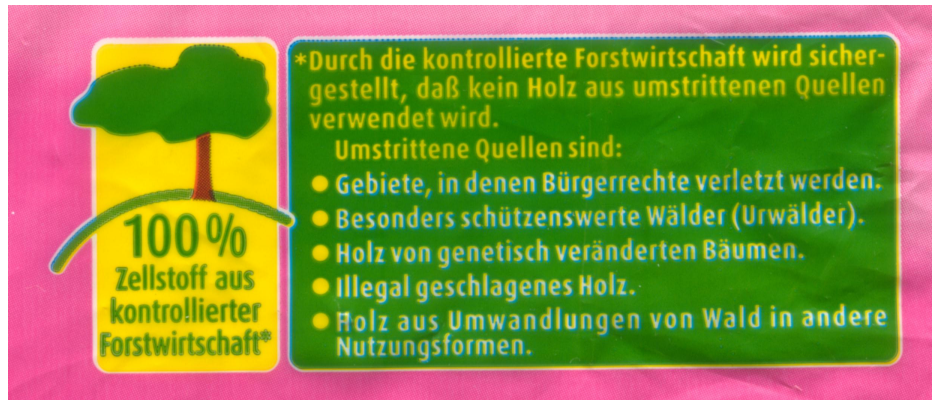 100 %
Zellstoff aus
kontrollierter
Forstwirtschaft*
*Durch die kontrollierte Forstwirtschaft wird sicher-
gestellt, daß kein Holz aus umstrittenen Quellen
verwendet wird.
Umstrittene Quellen sind:
● Gebiete, in denen Bürgerrechte verletzt werden.
● Besonders schützenswerte Wälder (Urwälder).
● Holz von genetisch veränderten Bäumen.
● Illegal geschlagenes Holz.
● Holz aus Umwandlungen von Wald in andere
Nutzungsformen.